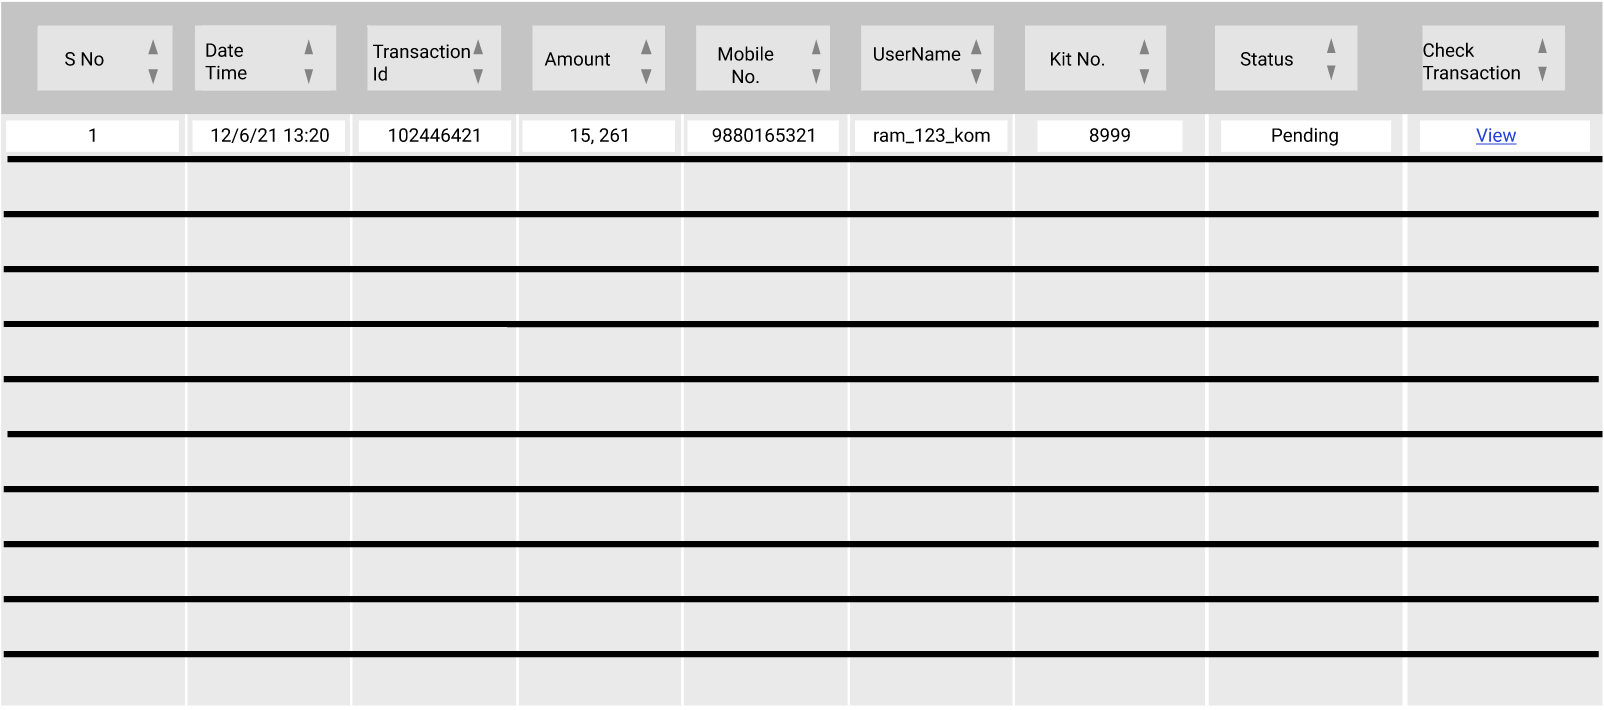 S No
Date
Time
Transaction
Id
Amount
Mobile
No.
UserName
Kit No.
Status
Check
Transaction
1 12/6/21 13:20 102446421 15, 261 9880165321 ram_123_kom 8999 Pending View